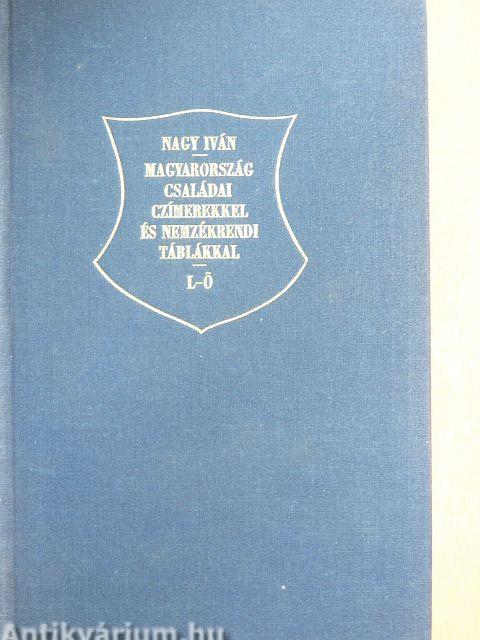 NAGY IVÁN
MAGYARORSZÁG
CSALÁDAI
CZÍMEREKKEL
ÉS NEMZÉKRENDI
TÁBLÁKKAL
L–Ö
Antikvárium.hu